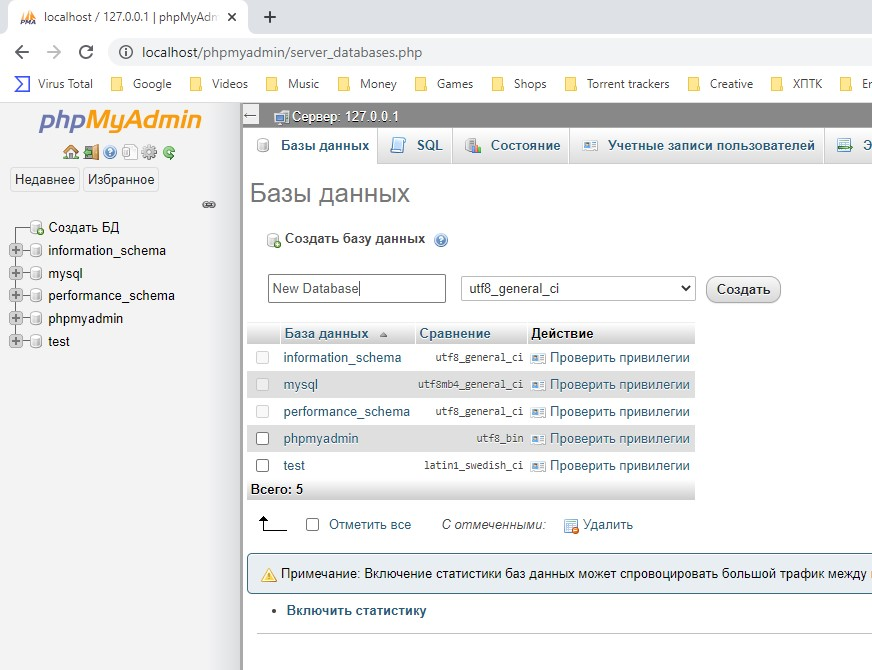 localhost / 127.0.0.1 | phpMyAdm
localhost/phpmyadmin/server_databases.php
Virus Total Google Videos Music Money Games Shops Torrent trackers Creative ХПТК
phpMyAdmin
Недавнее Избранное
Создать БД
information_schema
mysql
performance_schema
phpmyadmin
test
Сервер: 127.0.0.1
Базы данных SQL Состояние Учетные записи пользователей Э
Базы данных
Создать базу данных
New Database utf8_general_ci Создать
База данных Сравнение Действие
information_schema utf8_general_ci Проверить привилегии
mysql utf8mb4_general_ci Проверить привилегии
performance_schema utf8_general_ci Проверить привилегии
phpmyadmin utf8_bin Проверить привилегии
test latin1_swedish_ci Проверить привилегии
Всего: 5
Отметить все С отмеченными: Удалить
Примечание: Включение статистики баз данных может спровоцировать большой трафик между
Включить статистику